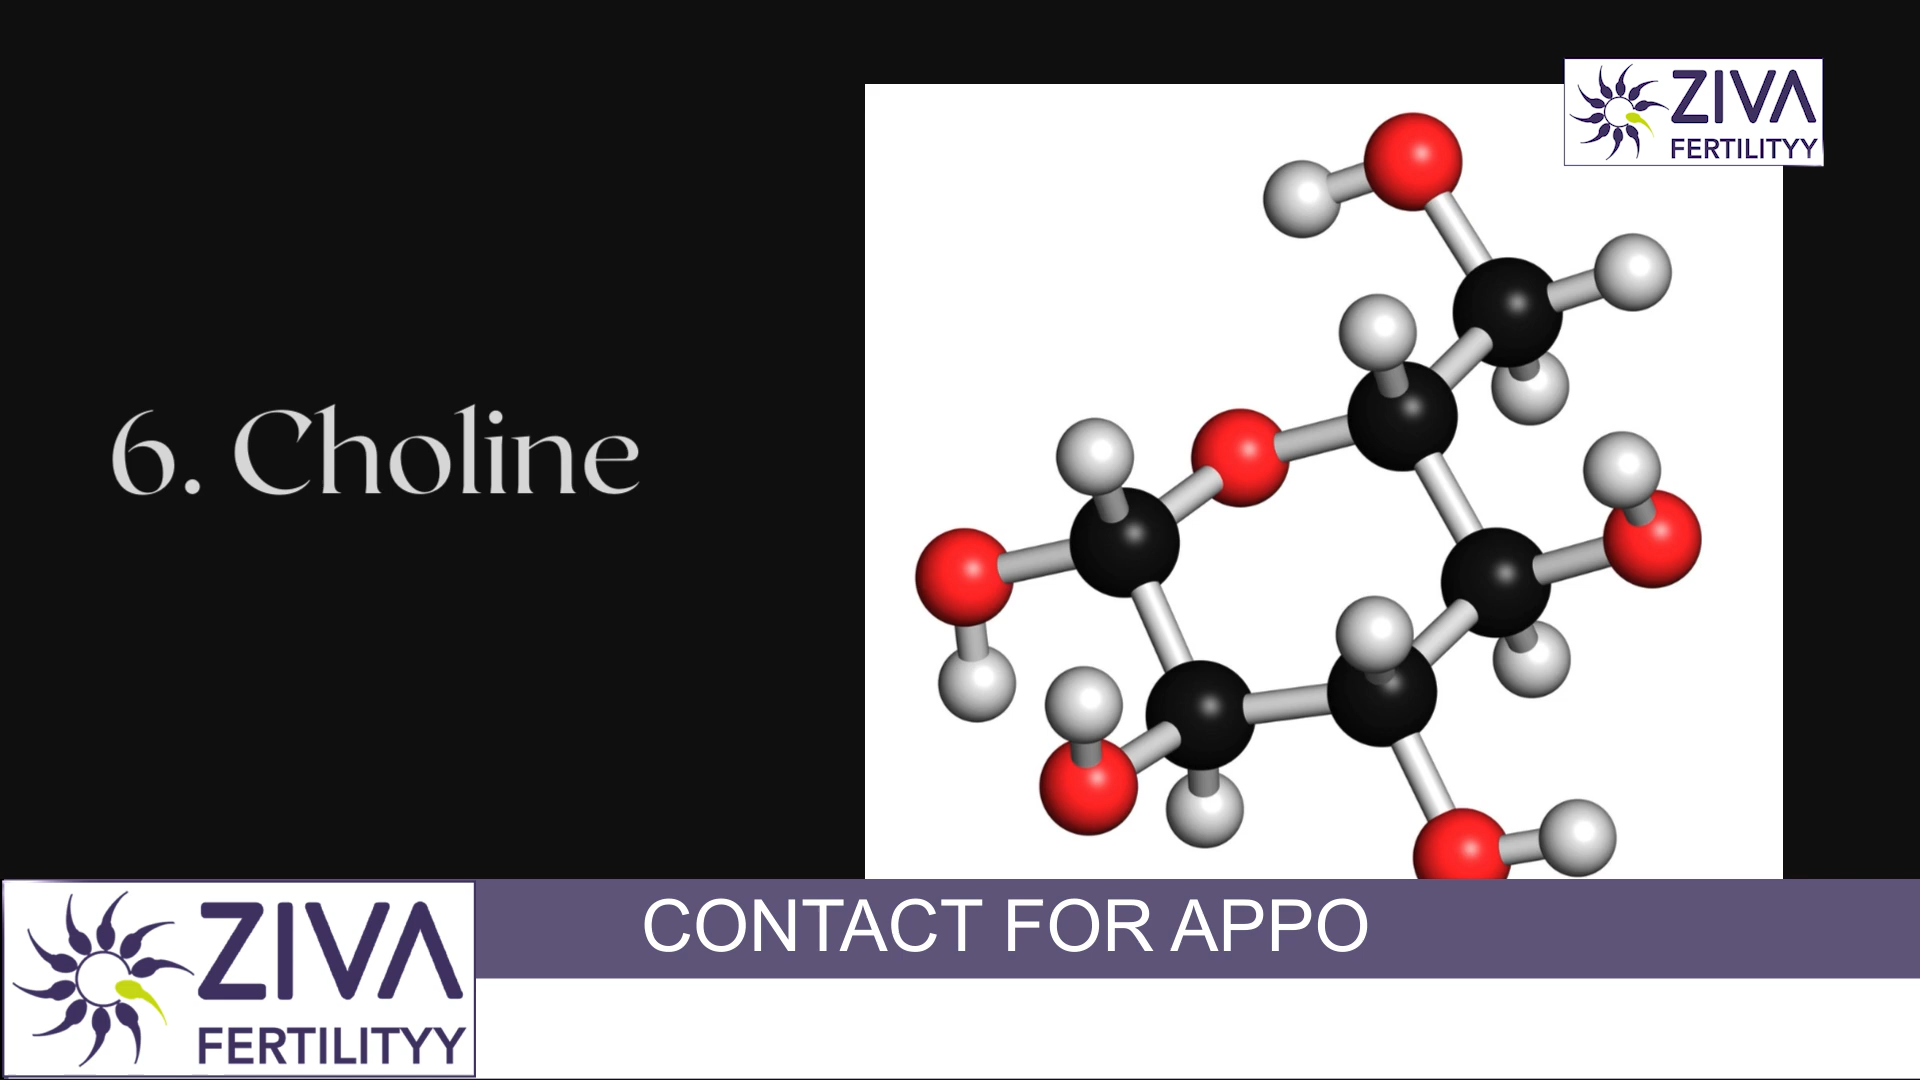 ZIVA
FERTILITYY
6. Choline
CONTACT FOR APPO
ZIVA
FERTILITYY